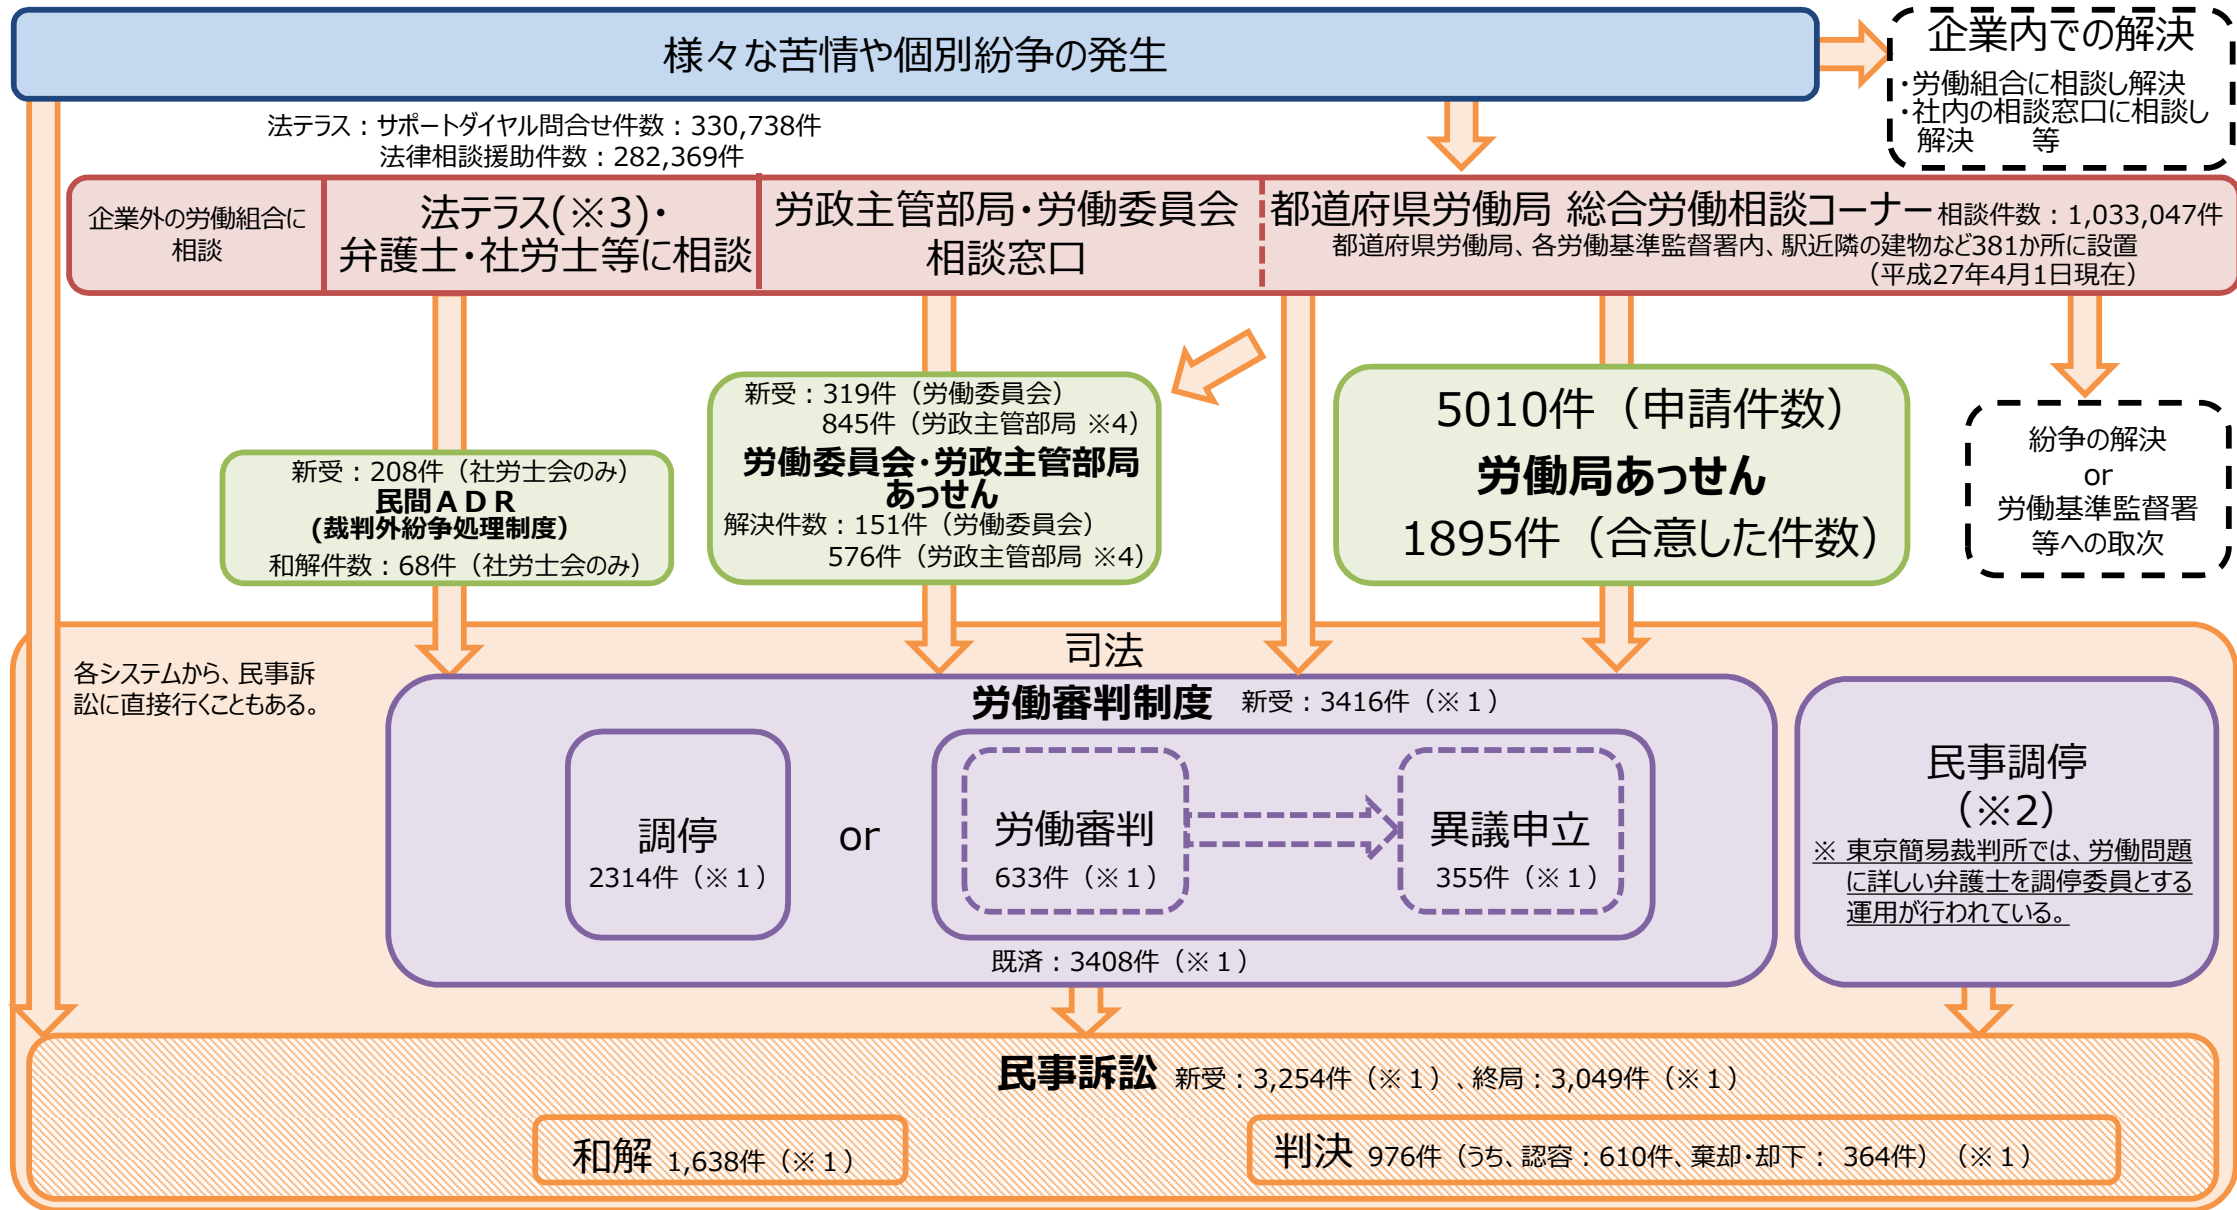 様々な苦情や個別紛争の発生
企業内での解決
・労働組合に相談し解決
・社内の相談窓口に相談し
解決　　等
法テラス：サポートダイヤル問合せ件数：330,738件
法律相談援助件数：282,369件
企業外の労働組合に
相談
法テラス(※3)・
弁護士・社労士等に相談
労政主管部局・労働委員会
相談窓口
都道府県労働局 総合労働相談コーナー 相談件数：1,033,047件
都道府県労働局、各労働基準監督署内、駅近隣の建物など381か所に設置
（平成27年4月1日現在）
新受：208件（社労士会のみ）
民間ＡＤＲ
(裁判外紛争処理制度）
和解件数：68件（社労士会のみ）
新受：319件（労働委員会）
845件（労政主管部局 ※4）
労働委員会・労政主管部局
あっせん
解決件数：151件（労働委員会）
576件（労政主管部局 ※4）
5010件（申請件数）
労働局あっせん
1895件（合意した件数）
紛争の解決
or
労働基準監督署
等への取次
司法
各システムから、民事訴
訟に直接行くこともある。
労働審判制度 新受：3416件（※１）
調停
2314件（※１）
or
労働審判
633件（※１）
異議申立
355件（※１）
既済：3408件（※１）
民事調停
（※2）
※ 東京簡易裁判所では、労働問題
に詳しい弁護士を調停委員とする
運用が行われている。
民事訴訟 新受：3,254件（※１）、終局：3,049件（※１）
和解 1,638件（※１）
判決 976件（うち、認容：610件、棄却・却下： 364件）（※１）